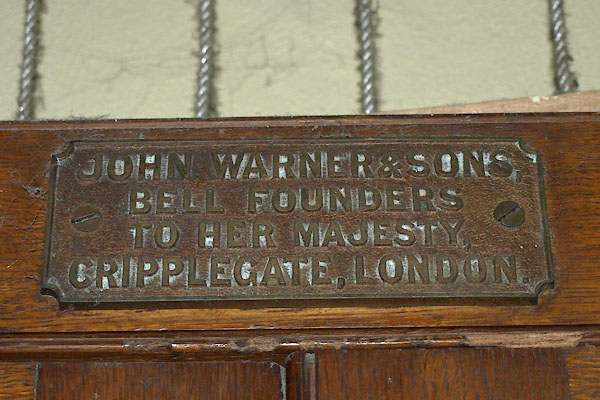 JOHN WARNER & SONS,
BELL FOUNDERS
TO HER MAJESTY,
CRIPPLEGATE, LONDON.